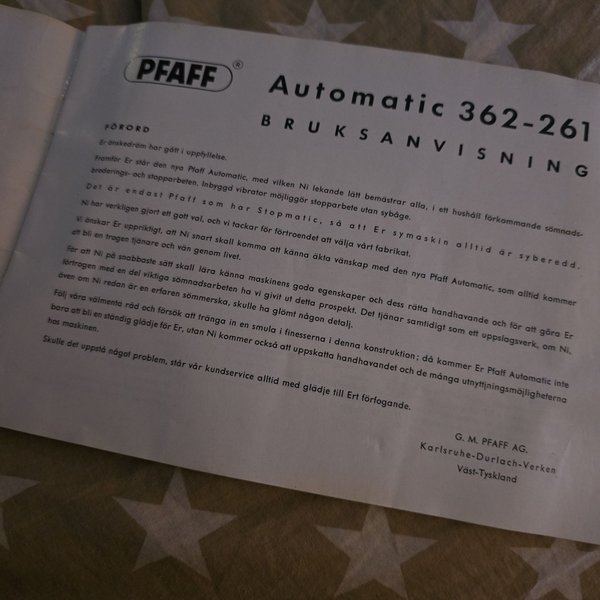 PFAFF®
Automatic 362-261
BRUKSANVISNING
FÖRORD
Er önskedröm har gått i uppfyllelse.
Framför Er står den nya Pfaff Automatic, med vilken Ni lekande lätt bemästrar alla, i ett hushåll förkommande sömnads-
broderings- och stopparbeten. Inbyggd vibrator möjliggör stopparbete utan sybåge.
Det är endast Pfaff som har Stopmatic, så att Er symaskin alltid är syberedd.
Ni har verkligen gjort ett gott val, och vi tackar för förtroendet att välja vårt fabrikat.
Vi önskar Er uppriktigt, att Ni snart skall komma att känna äkta vänskap med den nya Pfaff Automatic, som alltid kommer
att bli en trogen tjänare och vän genom livet.
För att Ni på snabbaste sätt skall lära känna maskinens goda egenskaper och dess rätta handhavande och för att göra Er
förtrogen med en del viktiga sömnadsarbeten ha vi givit ut detta prospekt. Det tjänar samtidigt som ett uppslagsverk, om Ni,
även om Ni redan är en erfaren sömmerska, skulle ha glömt någon detalj.
Följ våra välmenta råd och försök att tränga in en smula i finesserna i denna konstruktion; då kommer Er Pfaff Automatic inte
bara att bli en ständig glädje för Er, utan Ni kommer också att uppskatta handhavandet och de många utnyttjningsmöjligheterna
hos maskinen.
Skulle det uppstå något problem, står vår kundservice alltid med glädje till Ert förfogande.
G. M. PFAFF AG.
Karlsruhe-Durlach-Verken
Väst-Tyskland